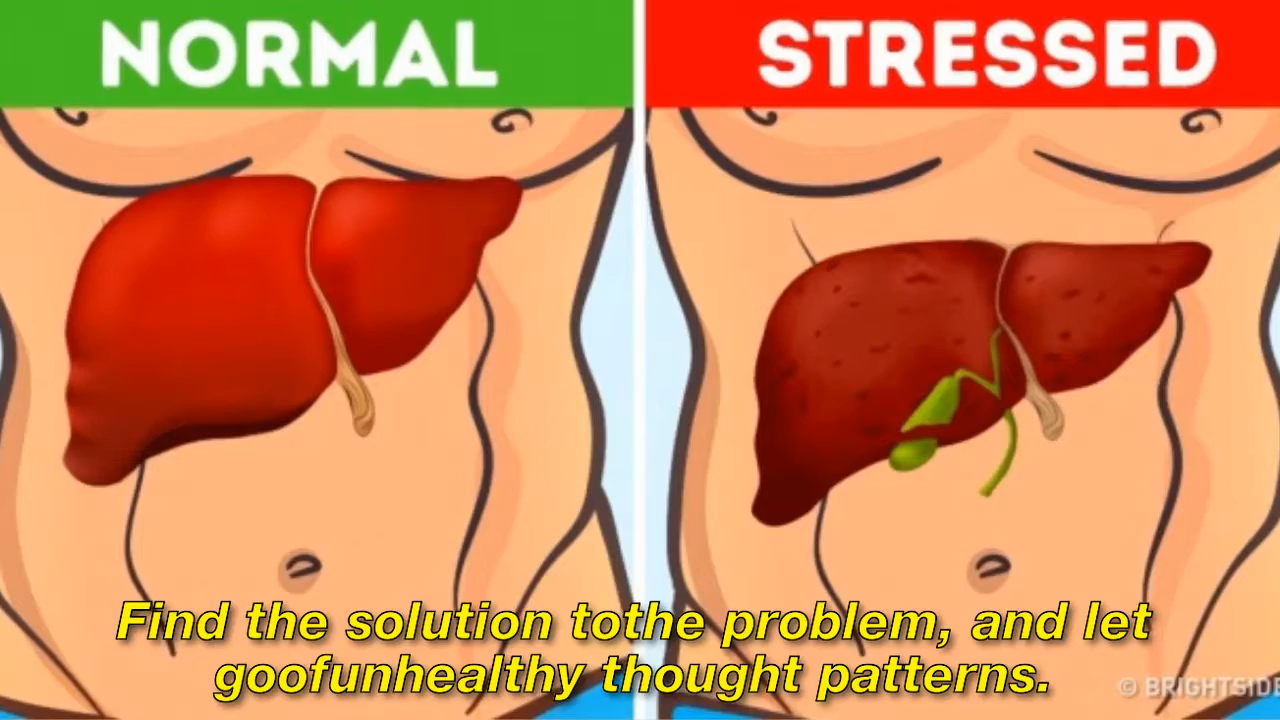 NORMAL
STRESSED
Find the solution tothe problem, and let
goofunhealthy thought patterns.
© BRIGHTSIDE